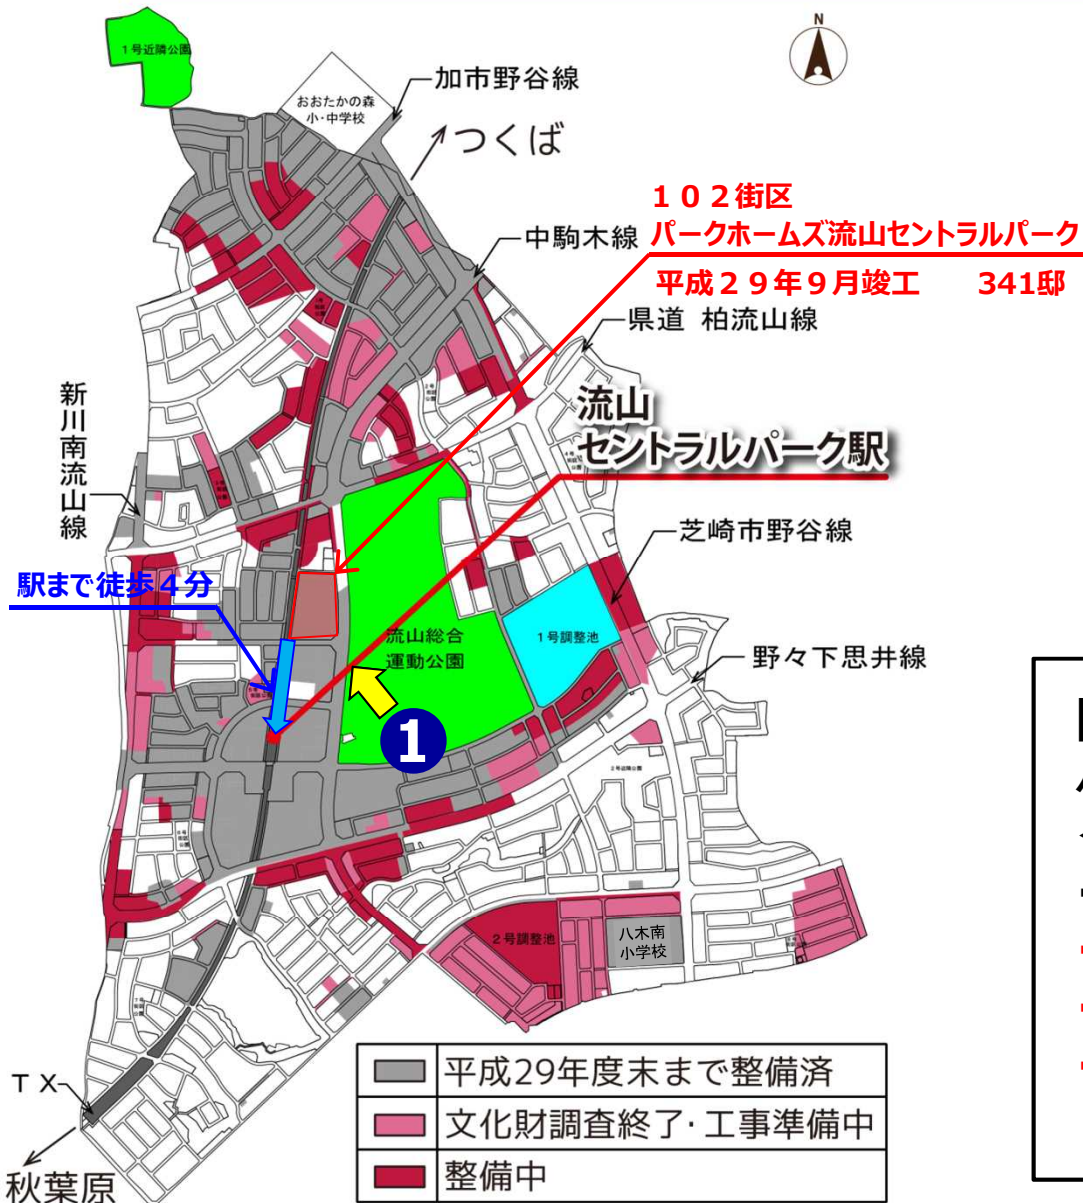 N
1号近隣公園
おおたかの森
小・中学校
加市野谷線
つくば
102街区
パークホームズ流山セントラルパーク
平成29年9月竣工 341邸
中駒木線
県道 柏流山線
新川南流山線
流山
セントラルパーク駅
芝崎市野谷線
駅まで徒歩4分
流山総合
運動公園
1号調整池
野々下思井線
1
2号近隣公園
2号調整池
八木南
小学校
TX
秋葉原
平成29年度末まで整備済
文化財調査終了・工事準備中
整備中